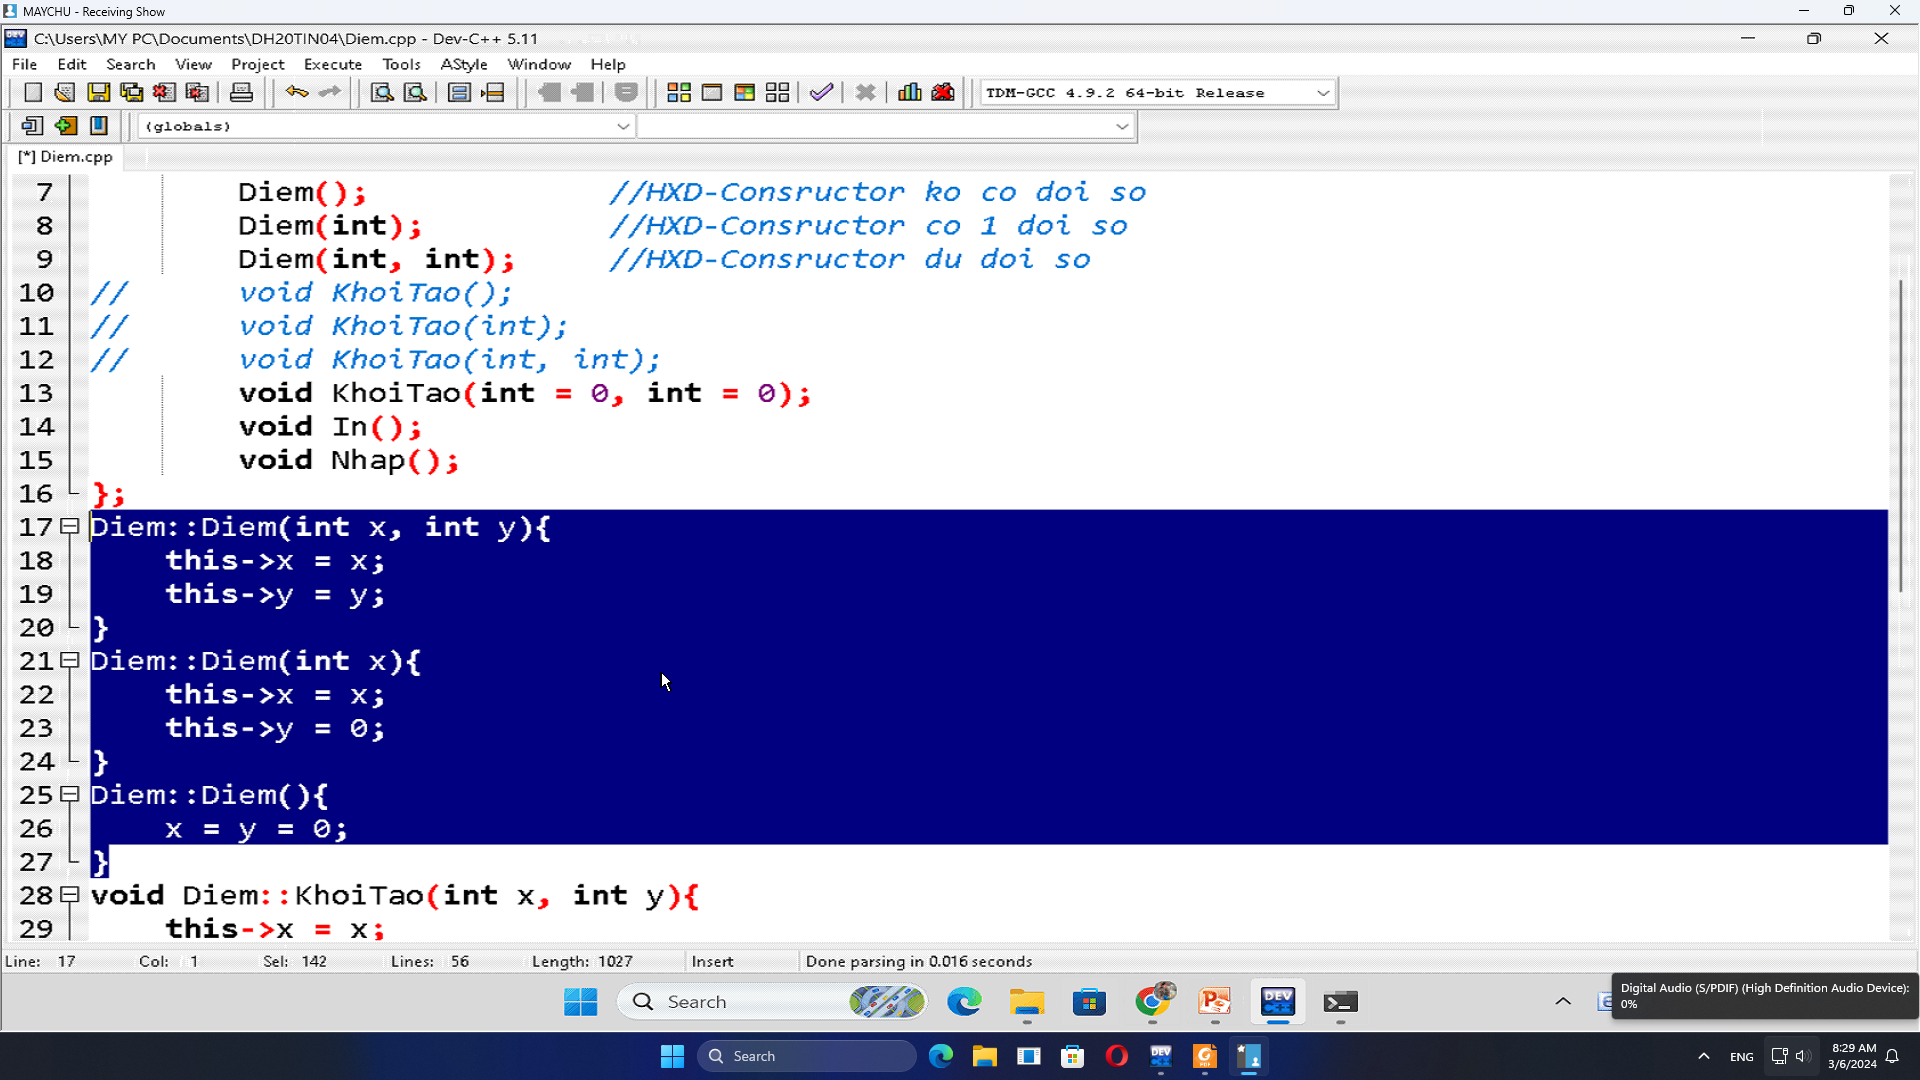 MAYCHU - Receiving Show
C:\Users\MY PC\Documents\DH20TIN04\Diem.cpp - Dev-C++ 5.11
File Edit Search View Project Execute Tools AStyle Window Help
TDM-GCC 4.9.2 64-bit Release
(globals)
[*] Diem.cpp
7 Diem(); //HXD-Consructor ko co doi so
8 Diem(int); //HXD-Consructor co 1 doi so
9 Diem(int, int); //HXD-Consructor du doi so
10 // void KhoiTao();
11 // void KhoiTao(int);
12 // void KhoiTao(int, int);
13 void KhoiTao(int = 0, int = 0);
14 void In();
15 void Nhap();
16 };
17 Diem::Diem(int x, int y){
18 this->x = x;
19 this->y = y;
20 }
21 Diem::Diem(int x){
22 this->x = x;
23 this->y = 0;
24 }
25 Diem::Diem(){
26 x = y = 0;
27 }
28 void Diem::KhoiTao(int x, int y){
29 this->x = x;
Line: 17 Col: 1 Sel: 142 Lines: 56 Length: 1027 Insert Done parsing in 0.016 seconds
Search
DEV
Digital Audio (S/PDIF) (High Definition Audio Device):
0%
Search
DEV
ENG
8:29 AM
3/6/2024